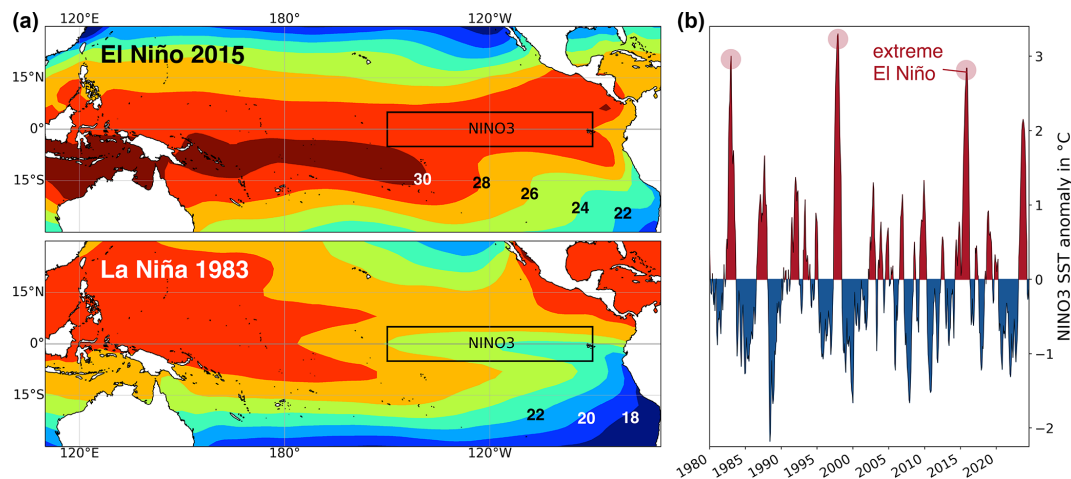 (a)
120°E 180° 120°W
El Niño 2015
15°N
0°
15°S
NINO3
30
28
26
24
22
La Niña 1983
15°N
0°
15°S
NINO3
22
20
18
120°E 180° 120°W
(b)
extreme
El Niño
3
2
1
0
−1
−2
NINO3 SST anomaly in °C
1980 1985 1990 1995 2000 2005 2010 2015 2020